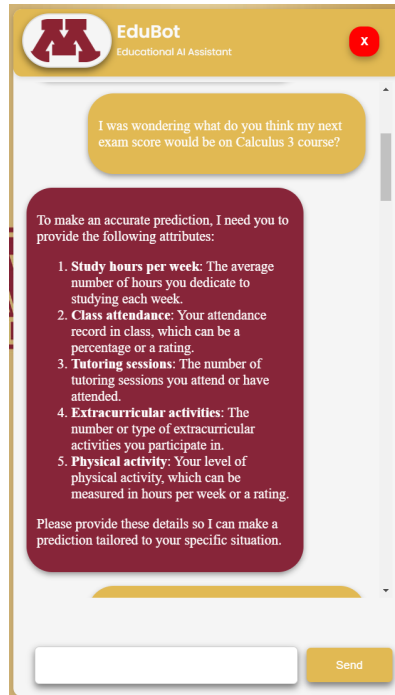 EduBot
Educational AI Assistant
X
I was wondering what do you think my next
exam score would be on Calculus 3 course?
To make an accurate prediction, I need you to
provide the following attributes:
1. Study hours per week: The average
number of hours you dedicate to
studying each week.
2. Class attendance: Your attendance
record in class, which can be a
percentage or a rating.
3. Tutoring sessions: The number of
tutoring sessions you attend or have
attended.
4. Extracurricular activities: The
number or type of extracurricular
activities you participate in.
5. Physical activity: Your level of
physical activity, which can be
measured in hours per week or a rating.
Please provide these details so I can make a
prediction tailored to your specific situation.
Send